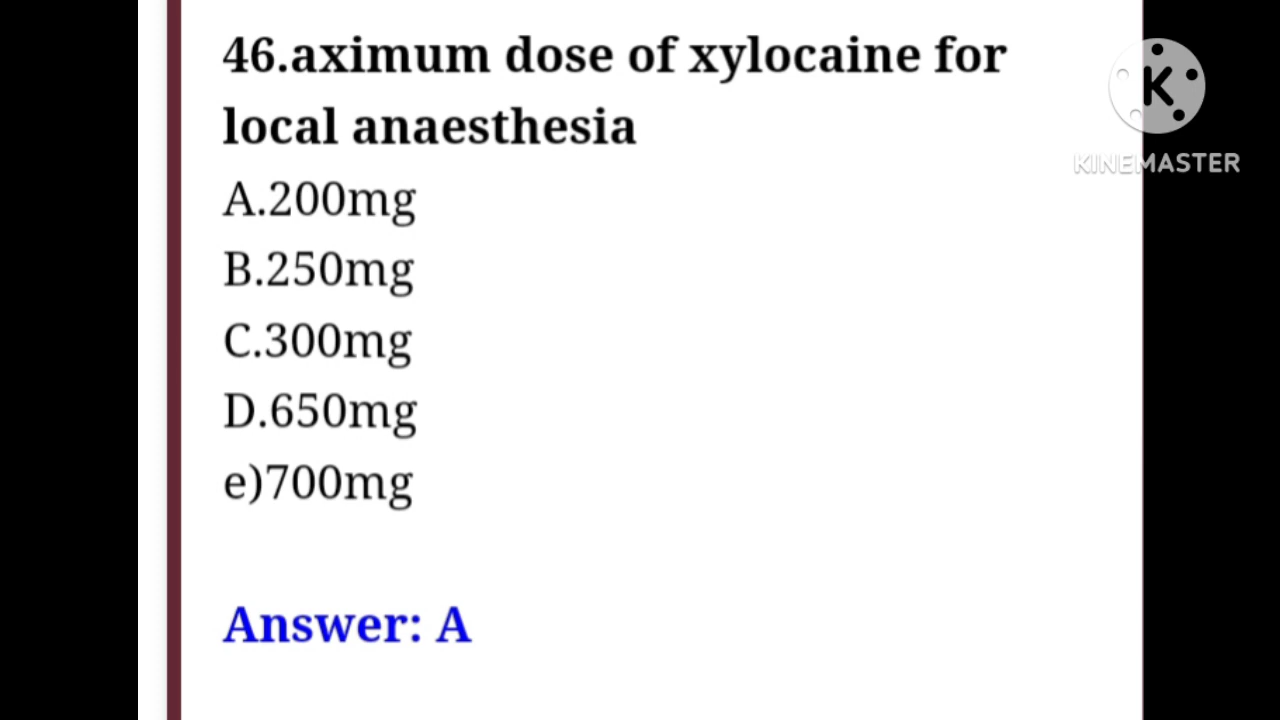 46.aximum dose of xylocaine for
local anaesthesia
A.200mg
B.250mg
C.300mg
D.650mg
e)700mg
Answer: A
K
KINEMASTER